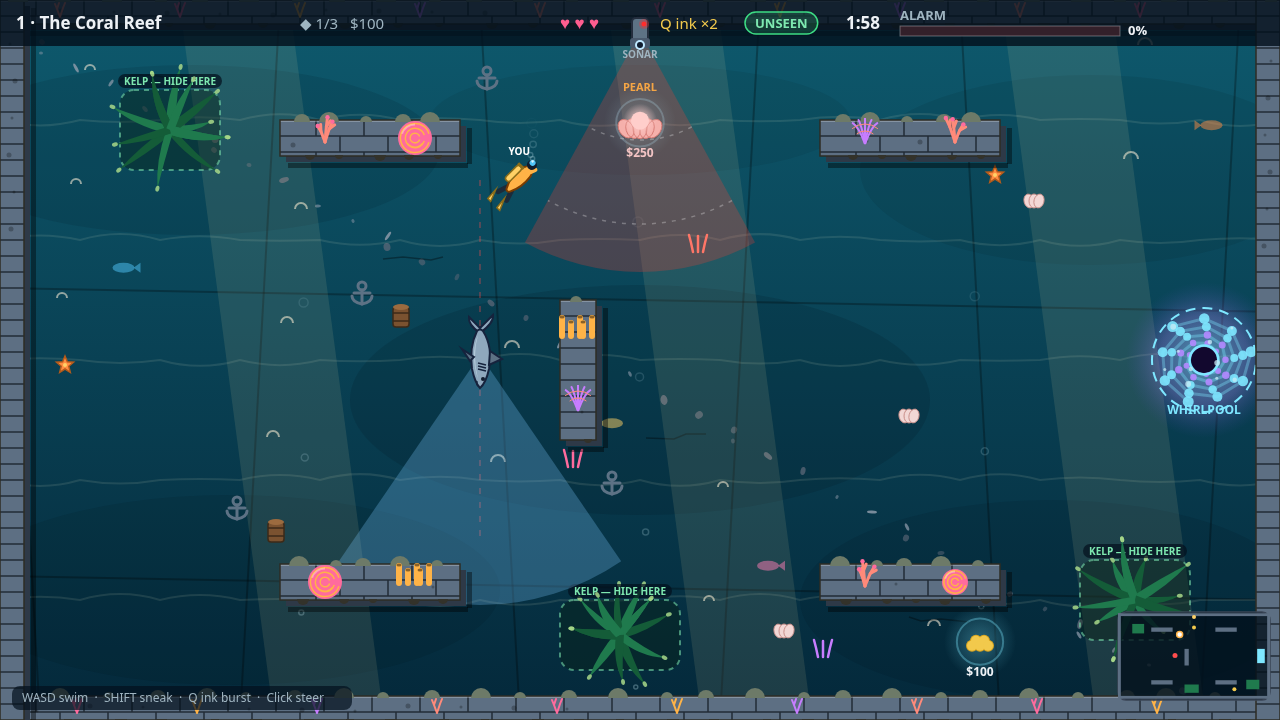 1 · The Coral Reef
◆ 1/3 $100
♥ ♥ ♥
Q ink ×2
UNSEEN
1:58
ALARM
0%
SONAR
KELP — HIDE HERE
PEARL
$250
YOU
WHIRLPOOL
KELP — HIDE HERE
KELP — HIDE HERE
$100
WASD swim · SHIFT sneak · Q ink burst · Click steer